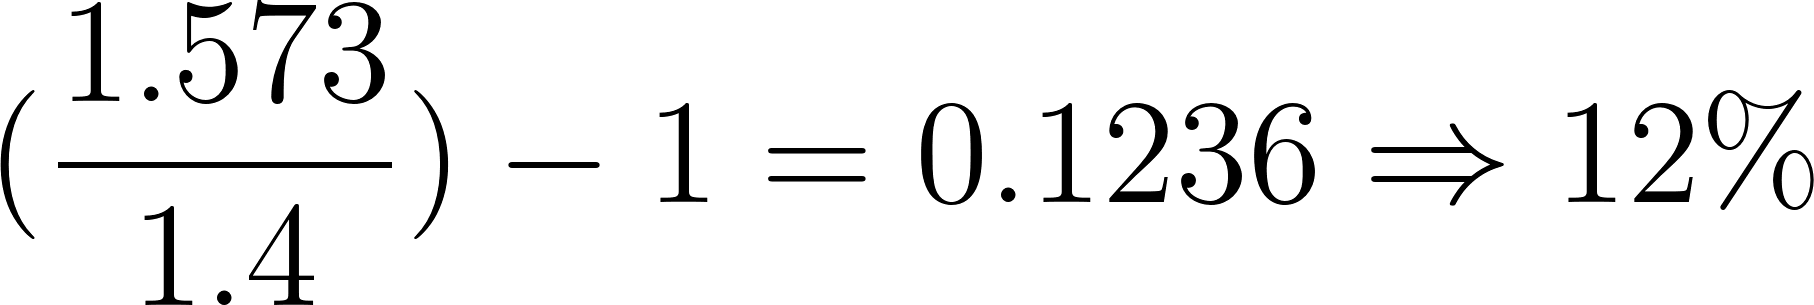 (1.573/1.4) − 1 = 0.1236 ⇒ 12%